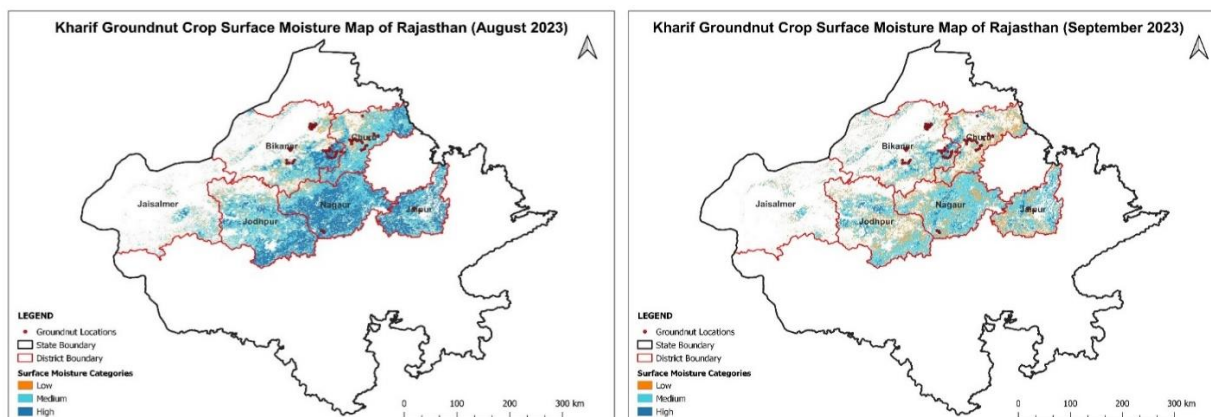 Kharif Groundnut Crop Surface Moisture Map of Rajasthan (August 2023)
Bikaner
Churu
Jaisalmer
Jodhpur
Nagaur
Jaipur
LEGEND
Groundnut Locations
State Boundary
District Boundary
Surface Moisture Categories
Low
Medium
High
0 100 200 300 km
Kharif Groundnut Crop Surface Moisture Map of Rajasthan (September 2023)
Bikaner
Churu
Jaisalmer
Jodhpur
Nagaur
Jaipur
LEGEND
Groundnut Locations
State Boundary
District Boundary
Surface Moisture Categories
Low
Medium
High
0 100 200 300 km